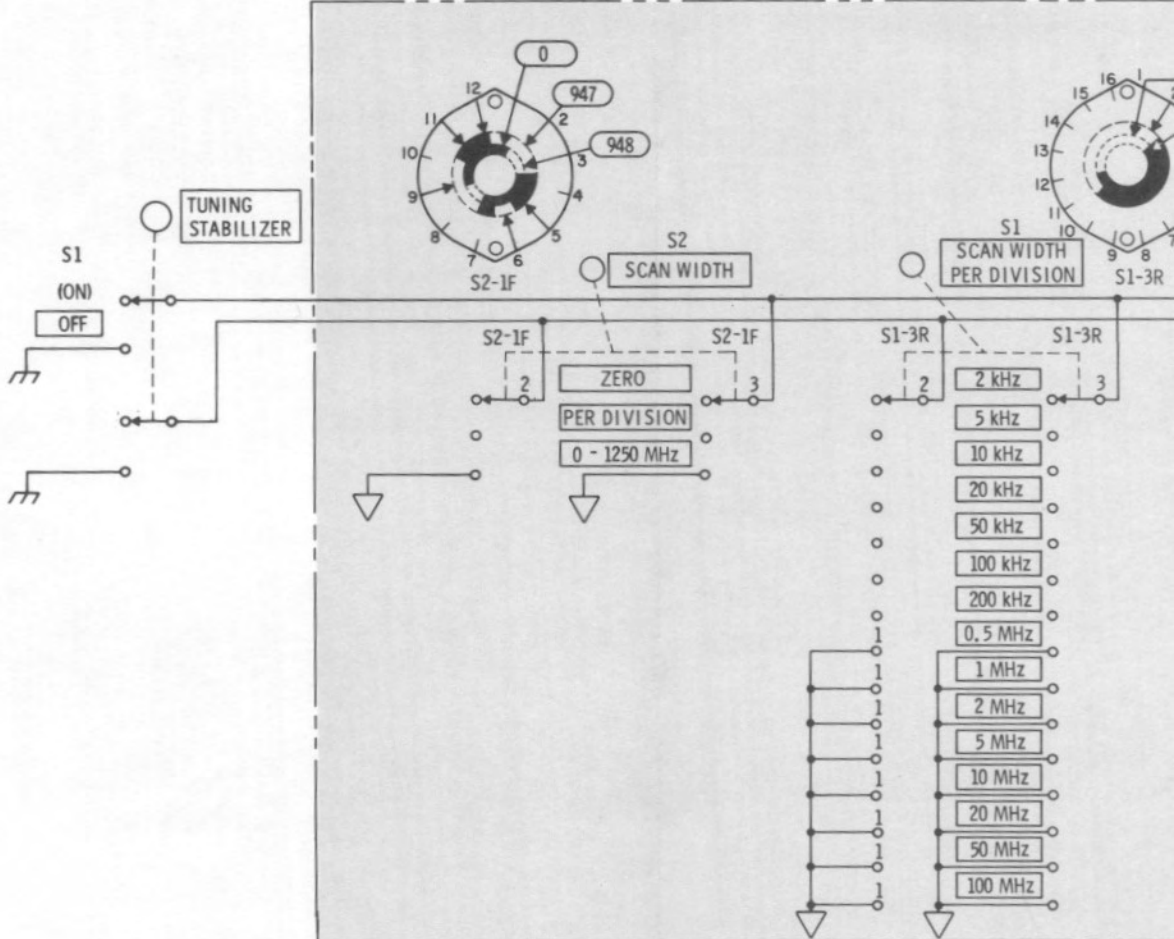 0
947
948
12
2
11
3
10
4
9
5
8
6
7
S2-1F
16
1
15
14
13
12
11
10
9
8
7
S1-3R
TUNING
STABILIZER
S1
(ON)
OFF
S2
SCAN WIDTH
S1
SCAN WIDTH
PER DIVISION
S2-1F
S2-1F
S1-3R
S1-3R
2
ZERO
3
2
2 kHz
3
PER DIVISION
5 kHz
0 - 1250 MHz
10 kHz
20 kHz
50 kHz
100 kHz
200 kHz
1
0.5 MHz
1
1 MHz
1
2 MHz
1
5 MHz
1
10 MHz
1
20 MHz
1
50 MHz
1
100 MHz